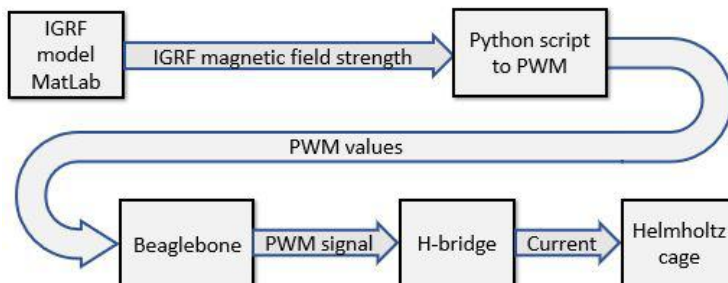 IGRF
model
MatLab
IGRF magnetic field strength
Python script
to PWM
PWM values
Beaglebone
PWM signal
H-bridge
Current
Helmholtz
cage